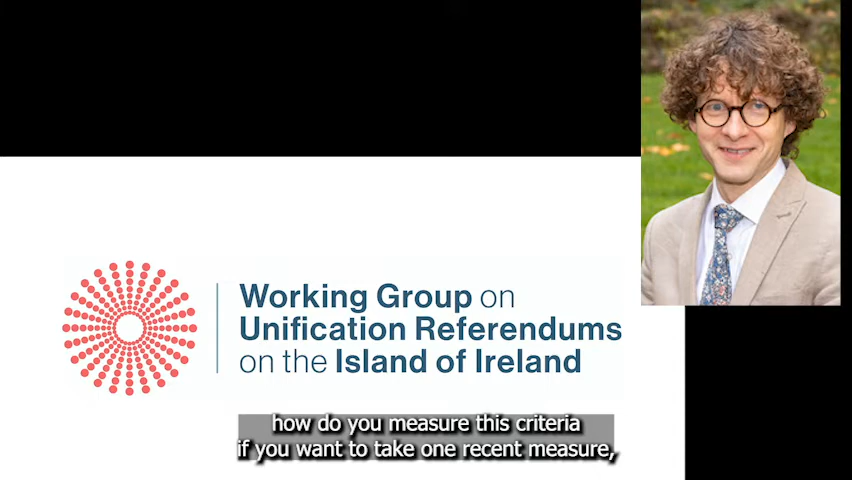 Working Group on
Unification Referendums
on the Island of Ireland
how do you measure this criteria
if you want to take one recent measure,